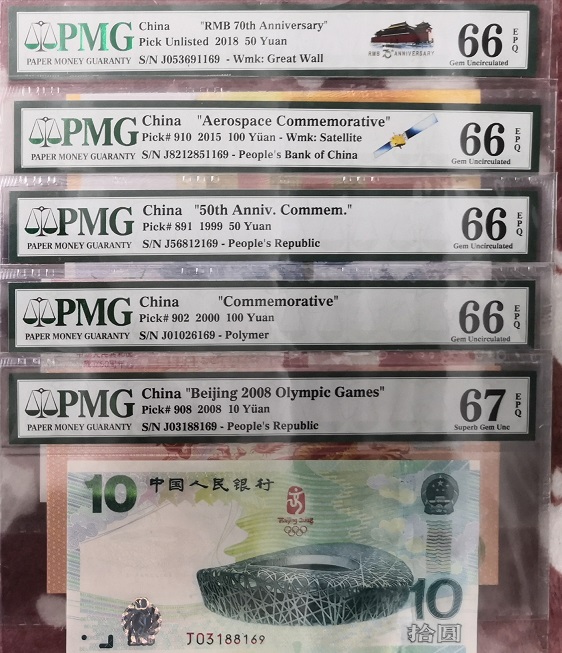 PMG
PAPER MONEY GUARANTY
China "RMB 70th Anniversary"
Pick Unlisted 2018 50 Yuan
S/N J053691169 - Wmk: Great Wall
RMB 70 ANNIVERSARY
66 EPQ
Gem Uncirculated
PMG
PAPER MONEY GUARANTY
China "Aerospace Commemorative"
Pick# 910 2015 100 Yüan - Wmk: Satellite
S/N J8212851169 - People's Bank of China
66 EPQ
Gem Uncirculated
PMG
PAPER MONEY GUARANTY
China "50th Anniv. Commem."
Pick# 891 1999 50 Yuan
S/N J56812169 - People's Republic
66 EPQ
Gem Uncirculated
PMG
PAPER MONEY GUARANTY
China "Commemorative"
Pick# 902 2000 100 Yuan
S/N J01026169 - Polymer
66 EPQ
Gem Uncirculated
PMG
PAPER MONEY GUARANTY
China "Beijing 2008 Olympic Games"
Pick# 908 2008 10 Yüan
S/N J03188169 - People's Republic
67 EPQ
Superb Gem Unc
10 中国人民银行
Beijing 2008
10
拾圆
J03188169